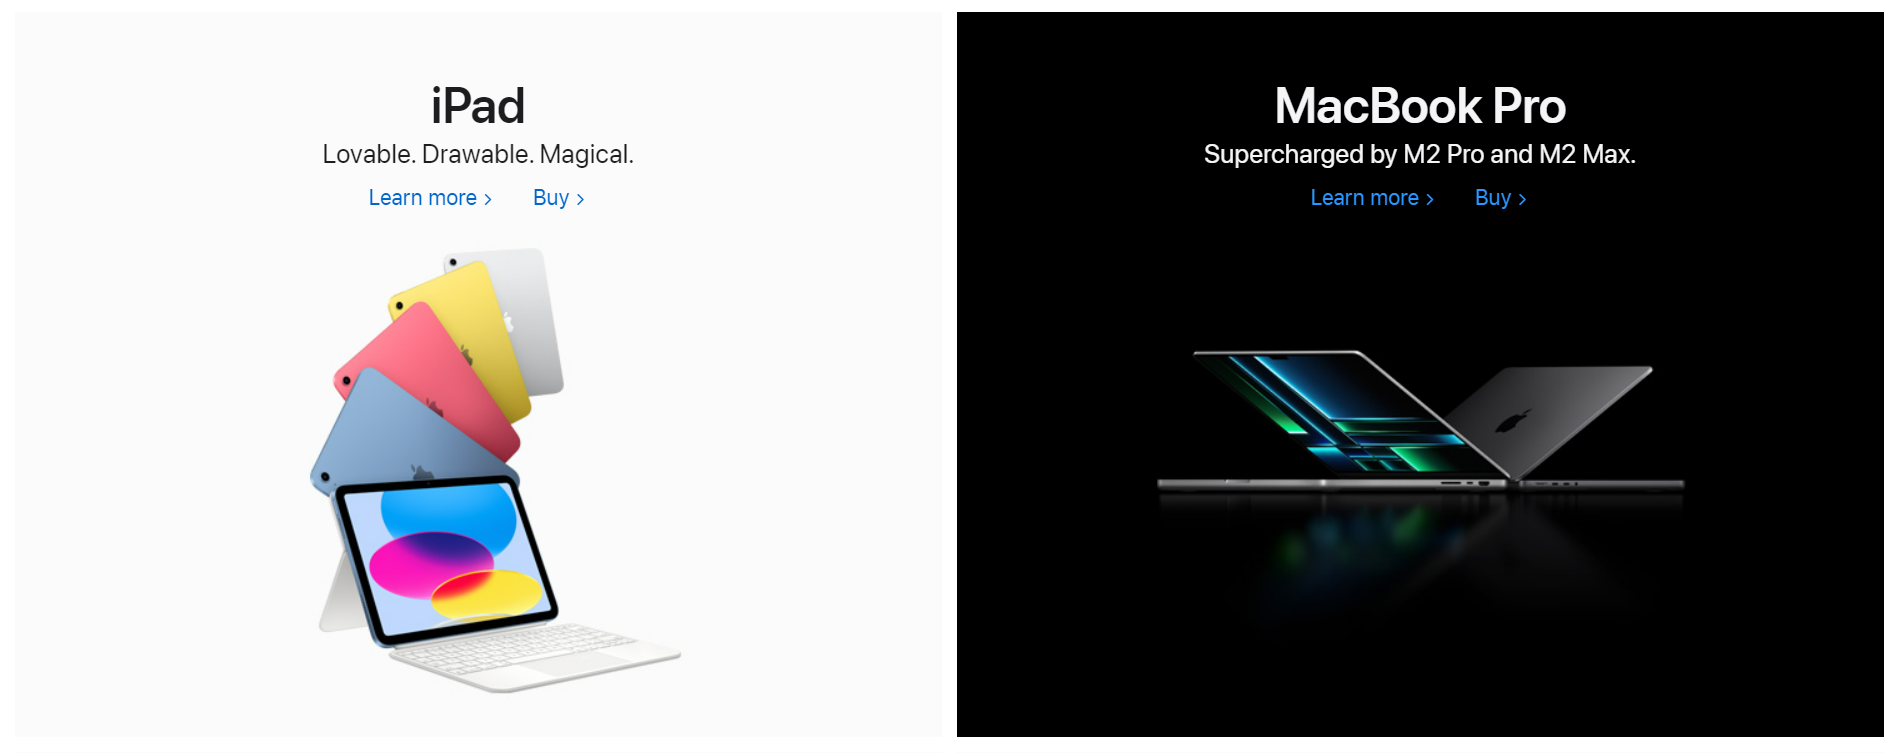 iPad
Lovable. Drawable. Magical.
Learn more >
Buy >
MacBook Pro
Supercharged by M2 Pro and M2 Max.
Learn more >
Buy >